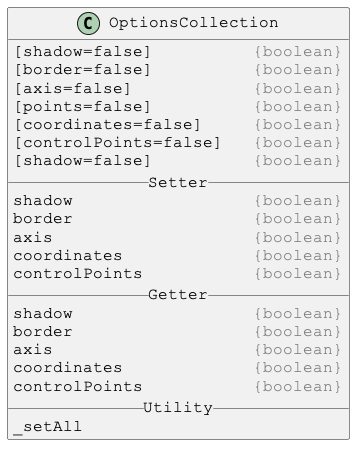 C OptionsCollection
[shadow=false] {boolean}
[border=false] {boolean}
[axis=false] {boolean}
[points=false] {boolean}
[coordinates=false] {boolean}
[controlPoints=false] {boolean}
[shadow=false] {boolean}
Setter
shadow {boolean}
border {boolean}
axis {boolean}
coordinates {boolean}
controlPoints {boolean}
Getter
shadow {boolean}
border {boolean}
axis {boolean}
coordinates {boolean}
controlPoints {boolean}
Utility
_setAll